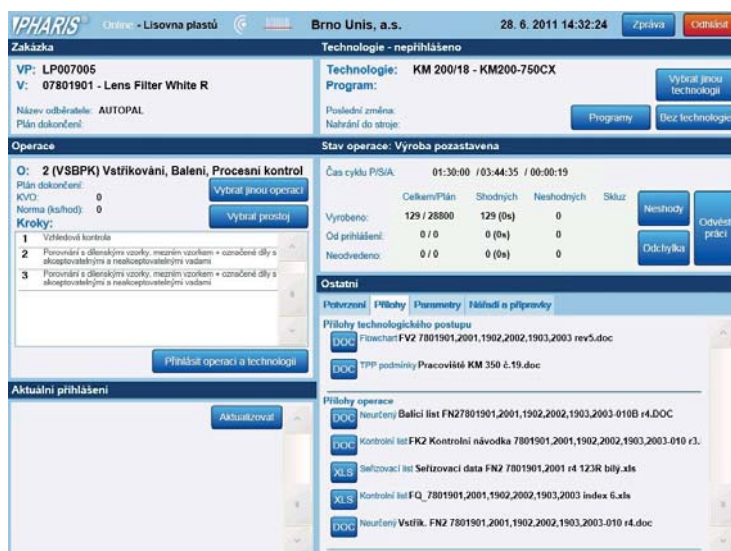 PHARIS Online - Lisovna plastů Brno Unis, a.s. 28. 6. 2011 14:32:24 Zpráva Odhlásit
Zakázka
VP: LP007005
V: 07801901 - Lens Filter White R
Název odběratele: AUTOPAL
Plán dokončení:
Technologie - nepřihlášeno
Technologie: KM 200/18 - KM200-750CX
Program:
Vybrat jinou technologii
Poslední změna:
Nahrání do stroje:
Programy Bez technologie
Operace
O: 2 (VSBPK) Vstřikování, Balení, Procesní kontrol
Plán dokončení:
KVO: 0
Norma (ks/hod): 0
Vybrat jinou operaci
Vybrat prostoj
Kroky:
1 Vzhledová kontrola
2 Porovnání s dílenskými vzorky, mezním vzorkem + označené díly s
akceptovatelnými a neakceptovatelnými vadami
3 Porovnání s dílenskými vzorky, mezním vzorkem + označené díly s
akceptovatelnými a neakceptovatelnými vadami
Přihlásit operaci a technologii
Aktuální přihlášení
Aktualizovat
Stav operace: Výroba pozastavena
Čas cyklu P/S/A: 01:30:00 /03:44:35 / 00:00:19
Celkem/Plán Shodných Neshodných Skluz
Vyrobeno: 129 / 28800 129 (0s) 0
Od přihlášení: 0 / 0 0 (0s) 0
Neodvedeno: 0 / 0 0 (0s) 0
Neshody
Odchylka
Odvést práci
Ostatní
Potvrzení Přílohy Parametry Nářadí a přípravky
Přílohy technologického postupu
DOC Flowchart FV2 7801901,2001,1902,2002,1903,2003 rev5.doc
DOC TPP podmínky Pracoviště KM 350 č.19.doc
Přílohy operace
DOC Neurčený Balicí list FN27801901,2001,1902,2002,1903,2003-010B r4.DOC
DOC Kontrolní list FK2 Kontrolní návodka 7801901,2001,1902,2002,1903,2003-010 r3.
XLS Seřizovací list Seřizovací data FN2 7801901,2001 r4 123R bílý.xls
XLS Kontrolní list FQ_7801901,2001,1902,2002,1903,2003 index 6.xls
DOC Neurčený Vstřik. FN2 7801901,2001,1902,2002,1903,2003-010 r4.doc